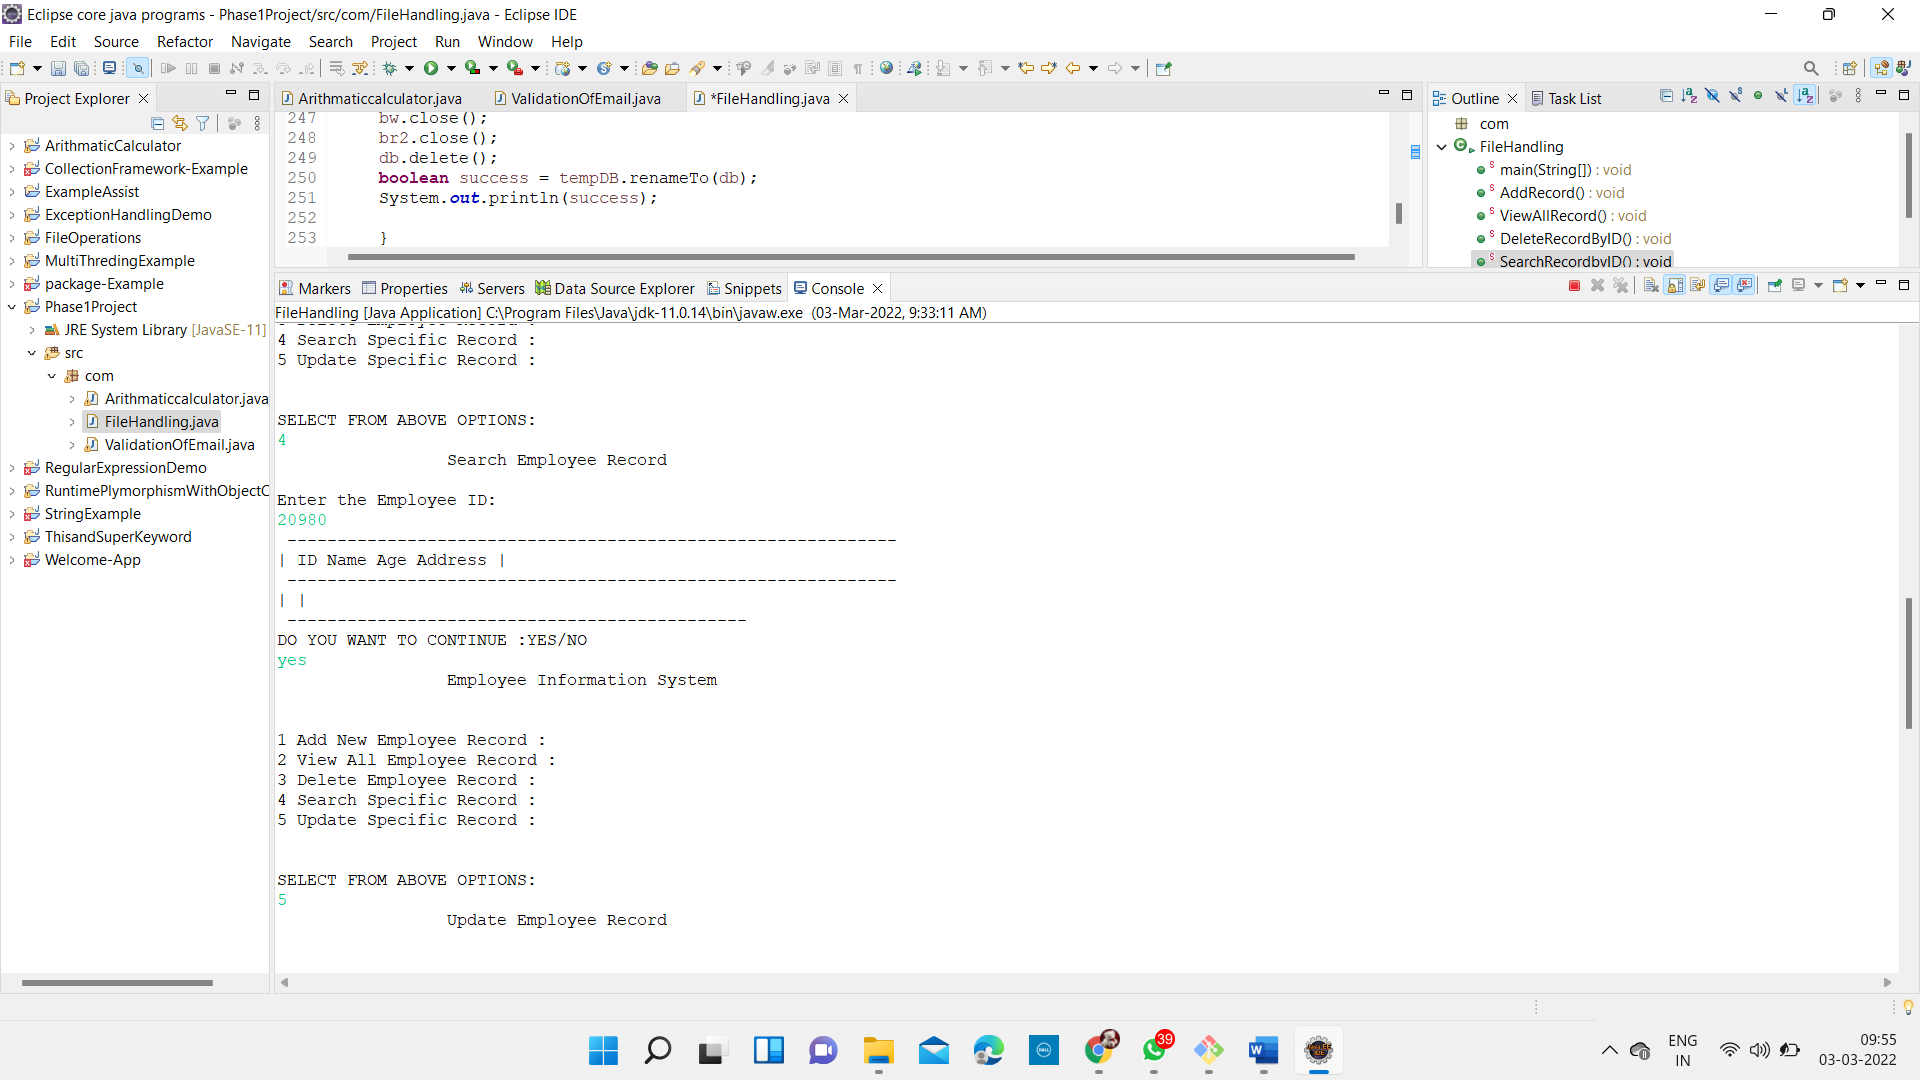 Eclipse core java programs - Phase1Project/src/com/FileHandling.java - Eclipse IDE
File Edit Source Refactor Navigate Search Project Run Window Help
Project Explorer
ArithmaticCalculator
CollectionFramework-Example
ExampleAssist
ExceptionHandlingDemo
FileOperations
MultiThredingExample
package-Example
Phase1Project
JRE System Library [JavaSE-11]
src
com
Arithmaticcalculator.java
FileHandling.java
ValidationOfEmail.java
RegularExpressionDemo
RuntimePlymorphismWithObjectC
StringExample
ThisandSuperKeyword
Welcome-App
Arithmaticcalculator.java ValidationOfEmail.java *FileHandling.java
247 bw.close();
248 br2.close();
249 db.delete();
250 boolean success = tempDB.renameTo(db);
251 System.out.println(success);
252
253 }
Outline Task List
com
FileHandling
main(String[]) : void
AddRecord() : void
ViewAllRecord() : void
DeleteRecordByID() : void
SearchRecordbyID() : void
Markers Properties Servers Data Source Explorer Snippets Console
FileHandling [Java Application] C:\Program Files\Java\jdk-11.0.14\bin\javaw.exe (03-Mar-2022, 9:33:11 AM)
3 Delete Employee Record :
4 Search Specific Record :
5 Update Specific Record :
SELECT FROM ABOVE OPTIONS:
4
Search Employee Record
Enter the Employee ID:
20980
-------------------------------------------------------------
| ID Name Age Address |
-------------------------------------------------------------
| |
----------------------------------------------
DO YOU WANT TO CONTINUE :YES/NO
yes
Employee Information System
1 Add New Employee Record :
2 View All Employee Record :
3 Delete Employee Record :
4 Search Specific Record :
5 Update Specific Record :
SELECT FROM ABOVE OPTIONS:
5
Update Employee Record
39
ENG
IN
09:55
03-03-2022